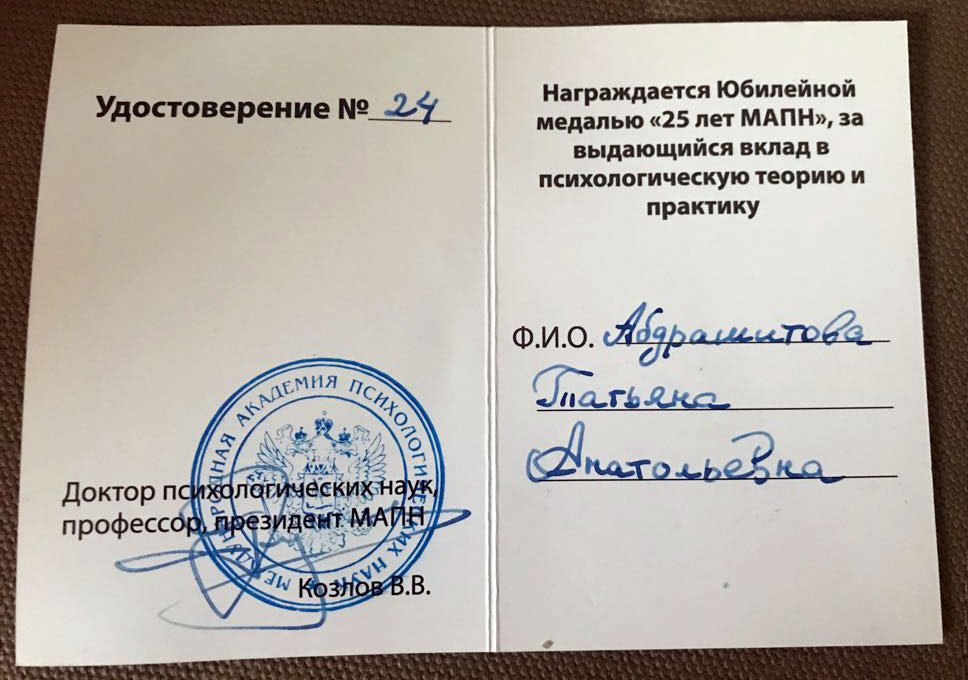 Удостоверение № 24
Доктор психологических наук,
профессор, президент МАПН
Козлов В.В.
МЕЖДУНАРОДНАЯ АКАДЕМИЯ ПСИХОЛОГИЧЕСКИХ НАУК
Награждается Юбилейной
медалью «25 лет МАПН», за
выдающийся вклад в
психологическую теорию и
практику
Ф.И.О. Абдрашитова
Татьяна
Анатольевна